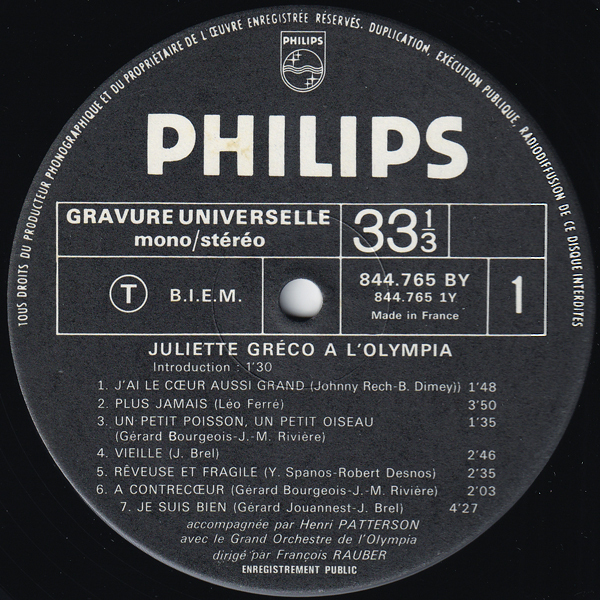 TOUS DROITS DU PRODUCTEUR PHONOGRAPHIQUE ET DU PROPRIÉTAIRE DE L'ŒUVRE ENREGISTRÉE RÉSERVÉS. DUPLICATION, EXÉCUTION PUBLIQUE, RADIODIFFUSION DE CE DISQUE INTERDITES
PHILIPS
PHILIPS
GRAVURE UNIVERSELLE
mono/stéréo
33 1/3
T B.I.E.M.
844.765 BY
844.765 1Y
Made in France
1
JULIETTE GRÉCO A L'OLYMPIA
Introduction : 1'30
1. J'AI LE CŒUR AUSSI GRAND (Johnny Rech-B. Dimey)) 1'48
2. PLUS JAMAIS (Léo Ferré) 3'50
3. UN PETIT POISSON, UN PETIT OISEAU 1'35
(Gérard Bourgeois-J.-M. Rivière)
4. VIEILLE (J. Brel) 2'46
5. RÊVEUSE ET FRAGILE (Y. Spanos-Robert Desnos) 2'35
6. A CONTRECŒUR (Gérard Bourgeois-J.-M. Rivière) 2'03
7. JE SUIS BIEN (Gérard Jouannest-J. Brel) 4'27
accompagnée par Henri PATTERSON
avec le Grand Orchestre de l'Olympia
dirigé par François RAUBER
ENREGISTREMENT PUBLIC